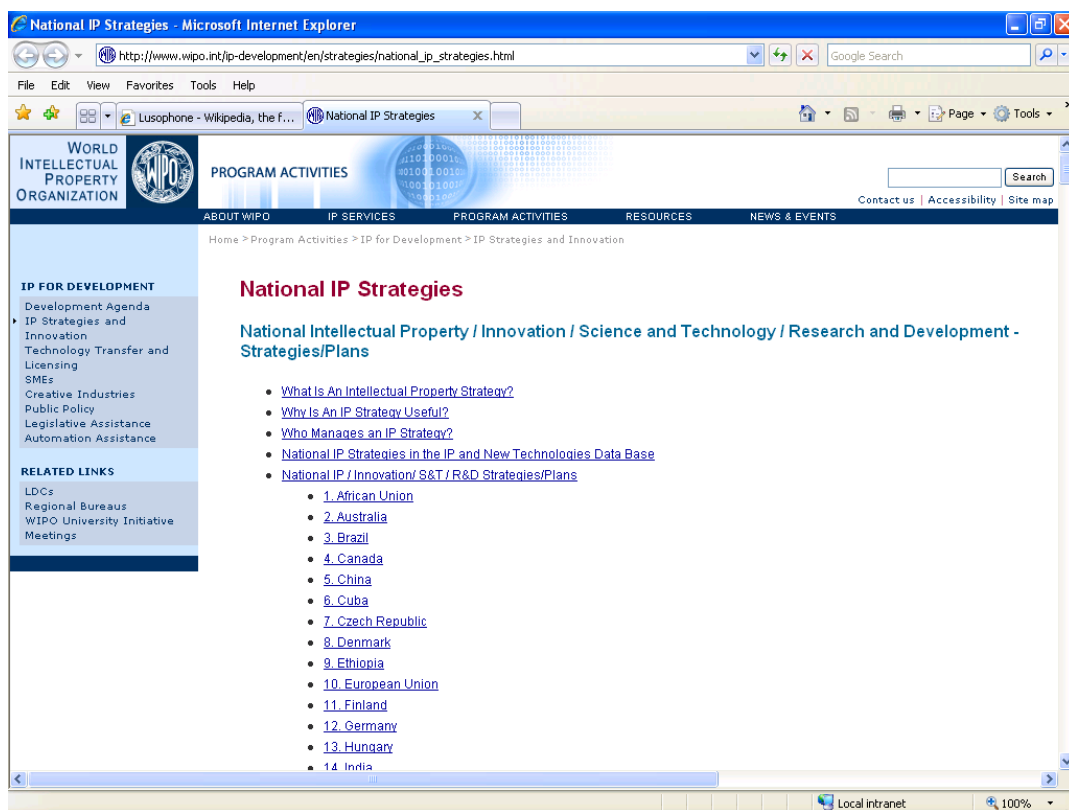 National IP Strategies - Microsoft Internet Explorer
http://www.wipo.int/ip-development/en/strategies/national_ip_strategies.html
Google Search
File Edit View Favorites Tools Help
Lusophone - Wikipedia, the f...
National IP Strategies
Page
Tools
WORLD
INTELLECTUAL
PROPERTY
ORGANIZATION
WIPO
PROGRAM ACTIVITIES
Search
Contact us | Accessibility | Site map
ABOUT WIPO IP SERVICES PROGRAM ACTIVITIES RESOURCES NEWS & EVENTS
Home > Program Activities > IP for Development > IP Strategies and Innovation
IP FOR DEVELOPMENT
Development Agenda
IP Strategies and
Innovation
Technology Transfer and
Licensing
SMEs
Creative Industries
Public Policy
Legislative Assistance
Automation Assistance
RELATED LINKS
LDCs
Regional Bureaus
WIPO University Initiative
Meetings
National IP Strategies
National Intellectual Property / Innovation / Science and Technology / Research and Development -
Strategies/Plans
What Is An Intellectual Property Strategy?
Why Is An IP Strategy Useful?
Who Manages an IP Strategy?
National IP Strategies in the IP and New Technologies Data Base
National IP / Innovation/ S&T / R&D Strategies/Plans
1. African Union
2. Australia
3. Brazil
4. Canada
5. China
6. Cuba
7. Czech Republic
8. Denmark
9. Ethiopia
10. European Union
11. Finland
12. Germany
13. Hungary
14. India
Local intranet
100%